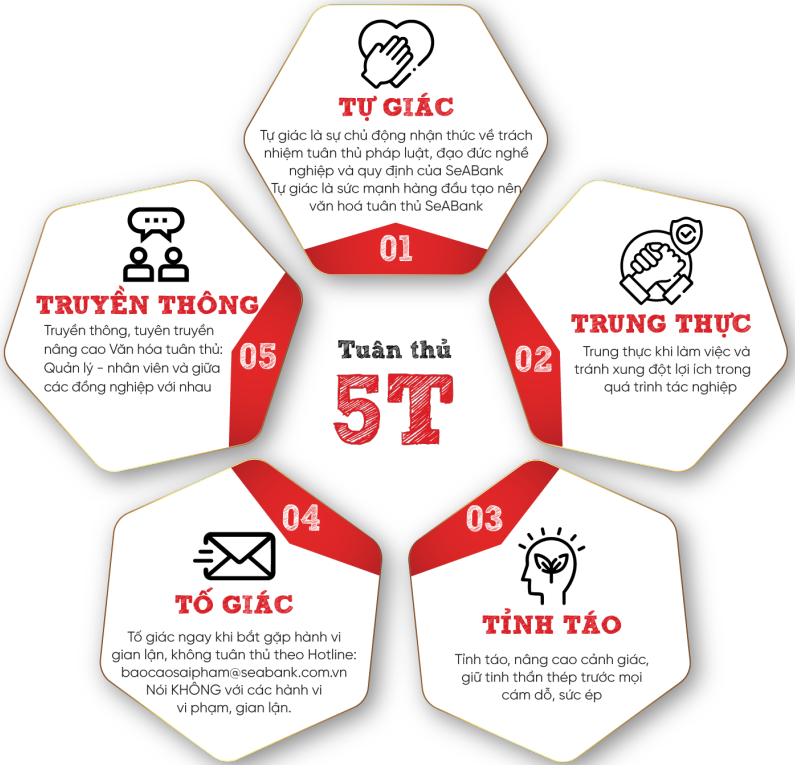 TỰ GIÁC
Tự giác là sự chủ động nhận thức về trách
nhiệm tuân thủ pháp luật, đạo đức nghề
nghiệp và quy định của SeABank
Tự giác là sức mạnh hàng đầu tạo nên
văn hoá tuân thủ SeABank
01
TRUNG THỰC
Trung thực khi làm việc và
tránh xung đột lợi ích trong
quá trình tác nghiệp
02
TỈNH TÁO
Tỉnh táo, nâng cao cảnh giác,
giữ tinh thần thép trước mọi
cám dỗ, sức ép
03
TỐ GIÁC
Tố giác ngay khi bắt gặp hành vi
gian lận, không tuân thủ theo Hotline:
baocaosaipham@seabank.com.vn
Nói KHÔNG với các hành vi
vi phạm, gian lận.
04
TRUYỀN THÔNG
Truyền thông, tuyên truyền
nâng cao Văn hóa tuân thủ:
Quản lý - nhân viên và giữa
các đồng nghiệp với nhau
05
Tuân thủ
5T